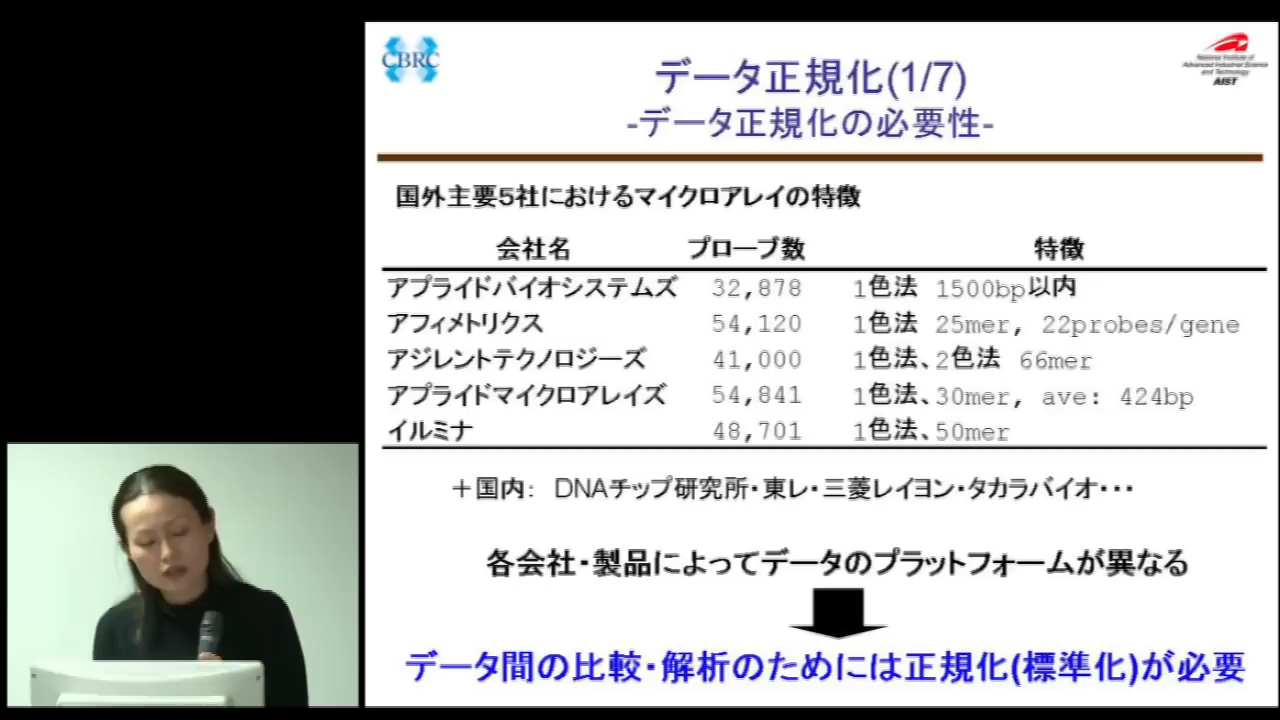 CBRC
National Institute of
Advanced Industrial Science
and Technology
AIST
データ正規化(1/7)
-データ正規化の必要性-
国外主要5社におけるマイクロアレイの特徴
会社名 プローブ数 特徴
アプライドバイオシステムズ 32,878 1色法 1500bp以内
アフィメトリクス 54,120 1色法 25mer, 22probes/gene
アジレントテクノロジーズ 41,000 1色法、2色法 66mer
アプライドマイクロアレイズ 54,841 1色法、30mer, ave: 424bp
イルミナ 48,701 1色法、50mer
＋国内: DNAチップ研究所・東レ・三菱レイヨン・タカラバイオ・・・
各会社・製品によってデータのプラットフォームが異なる
データ間の比較・解析のためには正規化(標準化)が必要